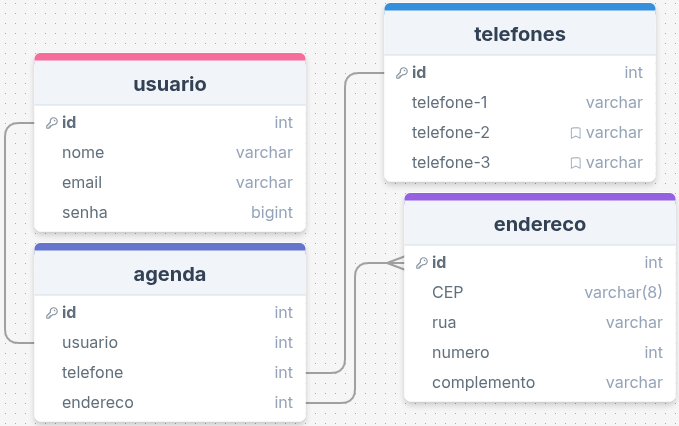 usuario
id int
nome varchar
email varchar
senha bigint
agenda
id int
usuario int
telefone int
endereco int
telefones
id int
telefone-1 varchar
telefone-2 varchar
telefone-3 varchar
endereco
id int
CEP varchar(8)
rua varchar
numero int
complemento varchar